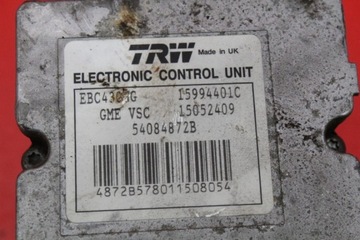 TRW Made in UK
ELECTRONIC CONTROL UNIT
15994401C
GME VSC 15052409
54084872B
4872B578011508054